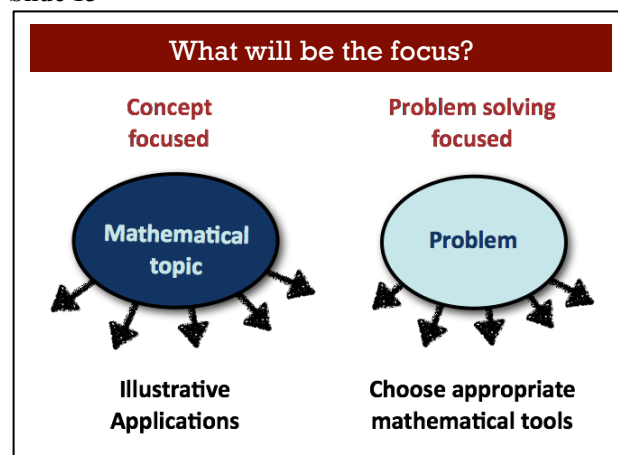 What will be the focus?
Concept
focused
Mathematical
topic
Illustrative
Applications
Problem solving
focused
Problem
Choose appropriate
mathematical tools